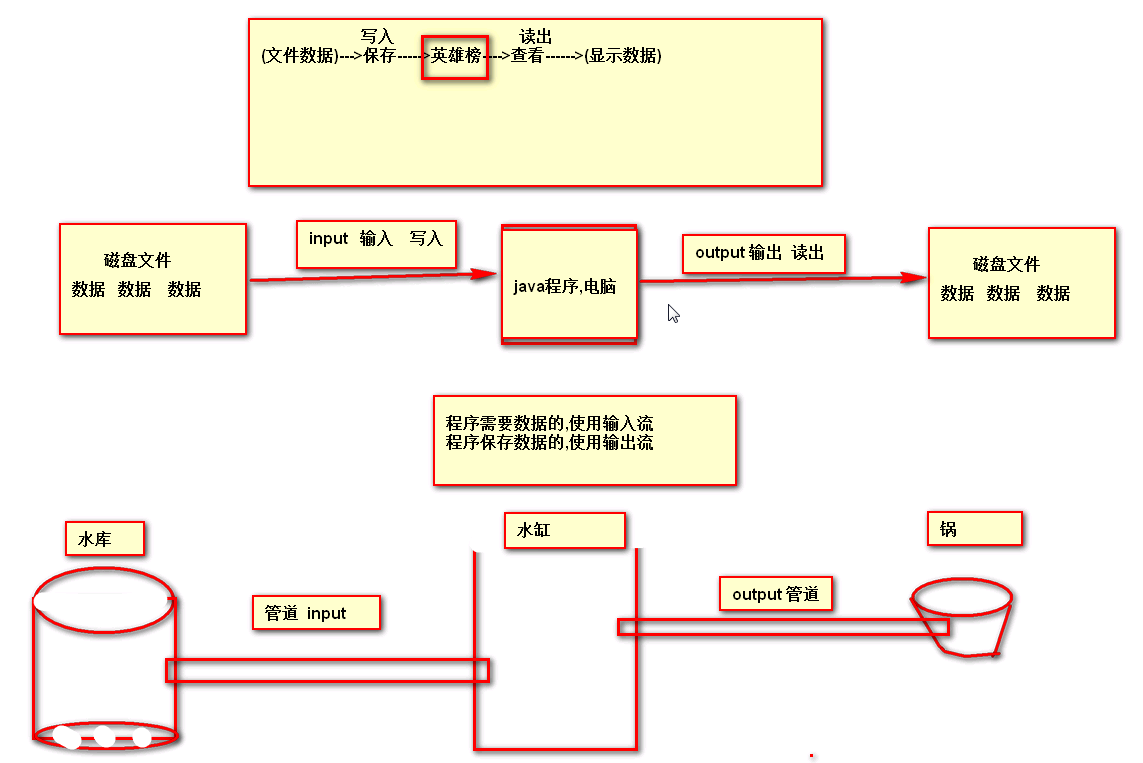 写入 读出
(文件数据)--->保存----->英雄榜---->查看------>(显示数据)
input 输入 写入
output 输出 读出
磁盘文件
数据 数据 数据
java程序,电脑
磁盘文件
数据 数据 数据
程序需要数据的,使用输入流
程序保存数据的,使用输出流
水库
水缸
锅
管道 input
output 管道